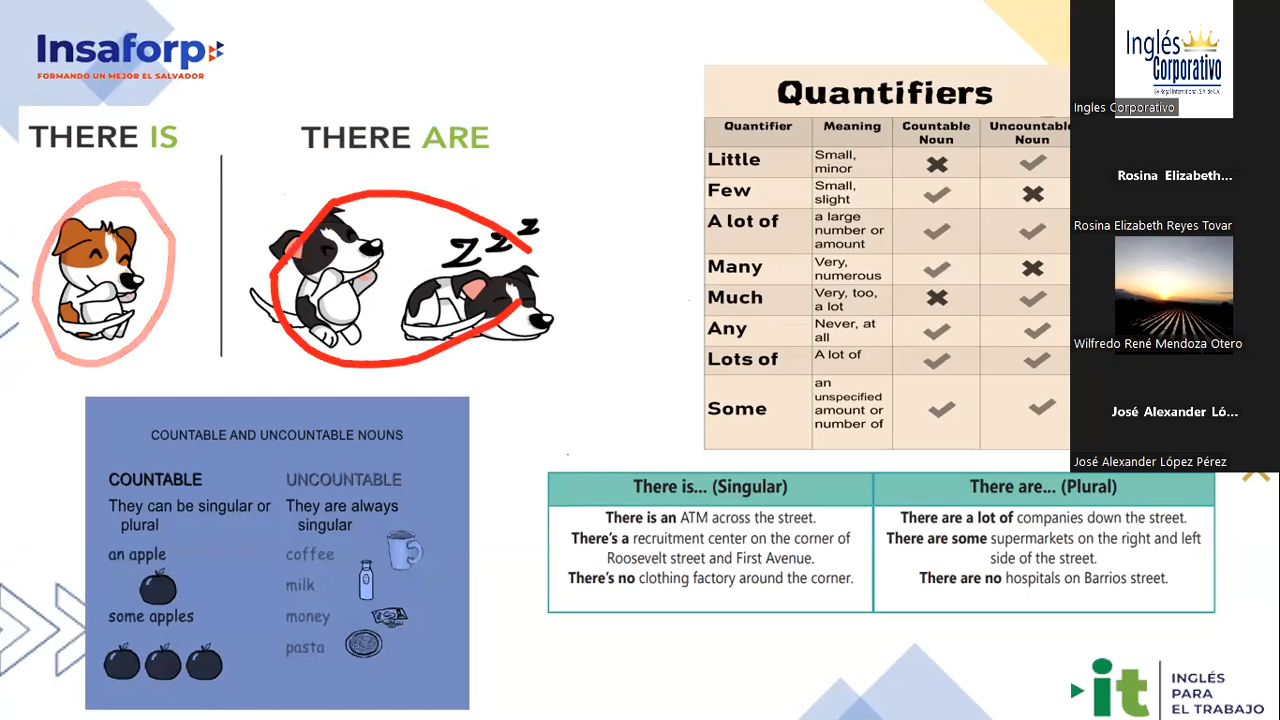 Insaforp
FORMANDO UN MEJOR EL SALVADOR
THERE IS
THERE ARE
Z Z Z
COUNTABLE AND UNCOUNTABLE NOUNS
COUNTABLE
They can be singular or
plural
an apple
some apples
UNCOUNTABLE
They are always
singular
coffee
milk
money
pasta
Quantifiers
Quantifier Meaning Countable Noun Uncountable Noun
Little Small, minor
Few Small, slight
A lot of a large number or amount
Many Very, numerous
Much Very, too, a lot
Any Never, at all
Lots of A lot of
Some an unspecified amount or number of
There is... (Singular)
There is an ATM across the street.
There's a recruitment center on the corner of
Roosevelt street and First Avenue.
There's no clothing factory around the corner.
There are... (Plural)
There are a lot of companies down the street.
There are some supermarkets on the right and left
side of the street.
There are no hospitals on Barrios street.
Inglés
Corporativo
Ingles Corporativo
Rosina Elizabeth...
Rosina Elizabeth Reyes Tovar
Wilfredo René Mendoza Otero
José Alexander Ló...
José Alexander López Pérez
it
INGLÉS
PARA
EL TRABAJO